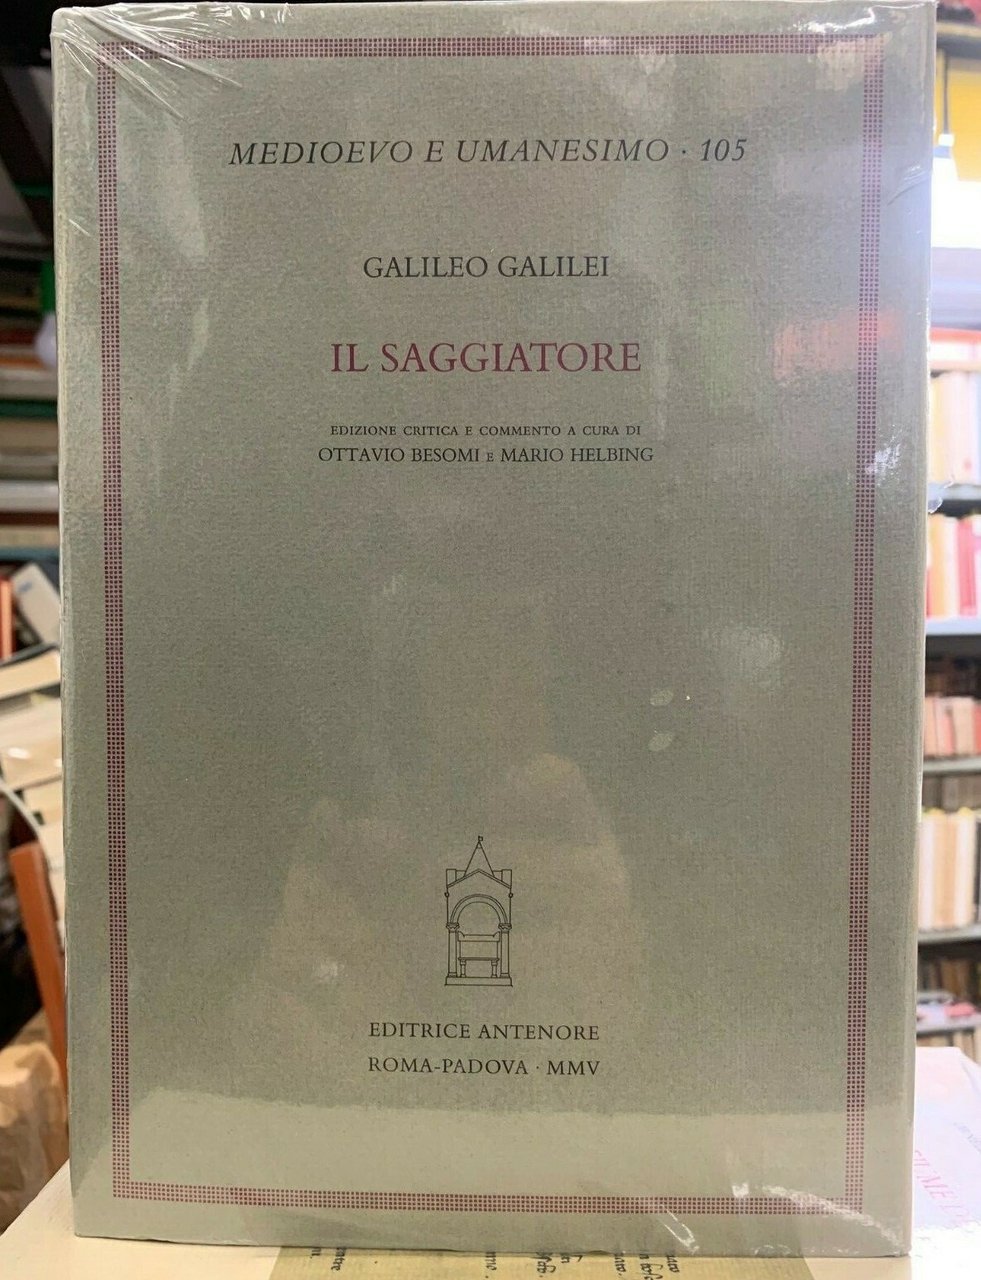 MEDIOEVO E UMANESIMO · 105
GALILEO GALILEI
IL SAGGIATORE
EDIZIONE CRITICA E COMMENTO A CURA DI
OTTAVIO BESOMI E MARIO HELBING
EDITRICE ANTENORE
ROMA-PADOVA · MMV